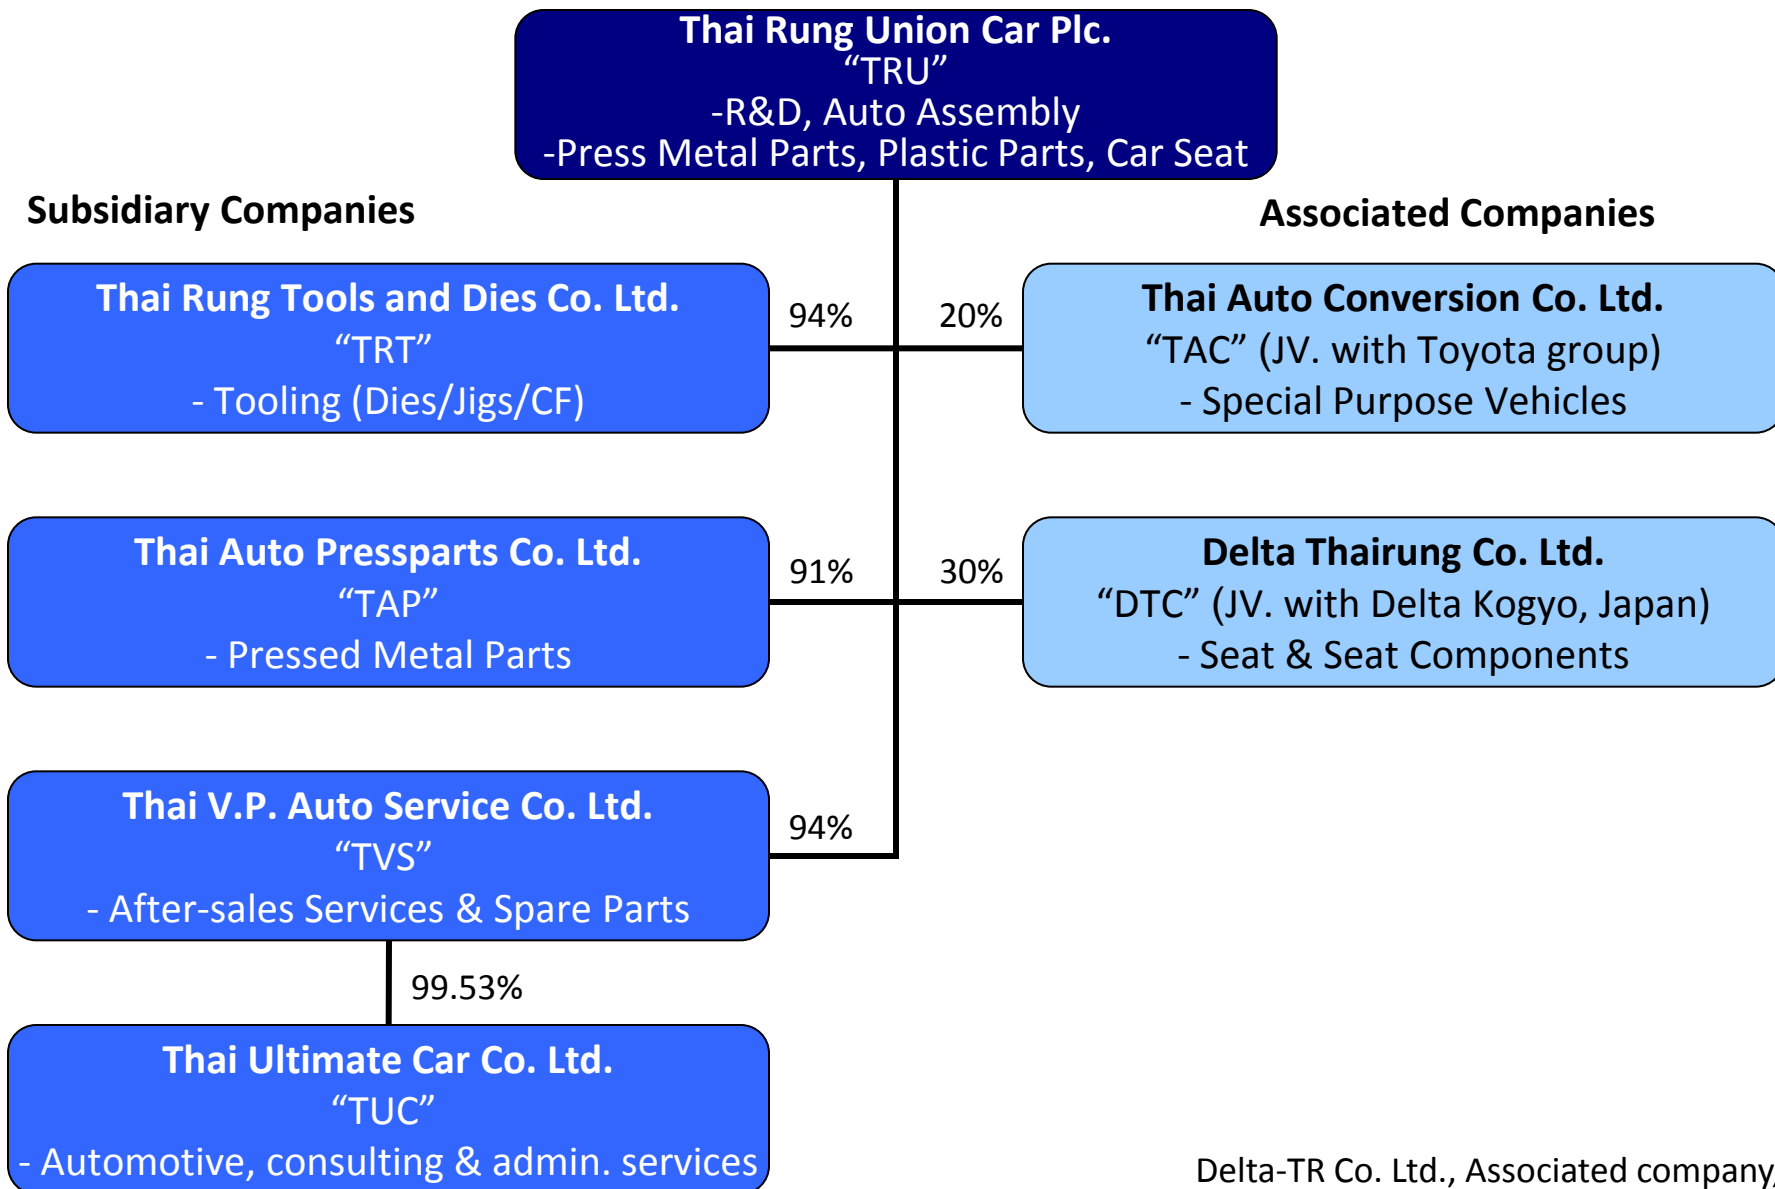 Thai Rung Union Car Plc.
“TRU”
-R&D, Auto Assembly
-Press Metal Parts, Plastic Parts, Car Seat
Subsidiary Companies
Associated Companies
Thai Rung Tools and Dies Co. Ltd.
“TRT”
- Tooling (Dies/Jigs/CF)
94%
20%
Thai Auto Conversion Co. Ltd.
“TAC” (JV. with Toyota group)
- Special Purpose Vehicles
Thai Auto Pressparts Co. Ltd.
“TAP”
- Pressed Metal Parts
91%
30%
Delta Thairung Co. Ltd.
“DTC” (JV. with Delta Kogyo, Japan)
- Seat & Seat Components
Thai V.P. Auto Service Co. Ltd.
“TVS”
- After-sales Services & Spare Parts
94%
99.53%
Thai Ultimate Car Co. Ltd.
“TUC”
- Automotive, consulting & admin. services
Delta-TR Co. Ltd., Associated company,